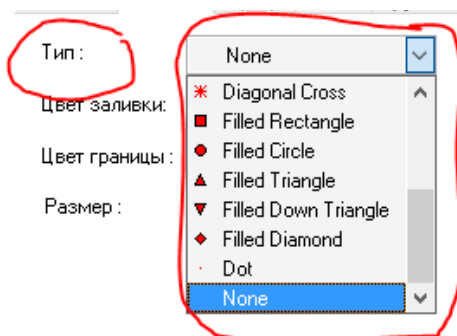 Тип :
None
Diagonal Cross
Цвет заливки:
Filled Rectangle
Filled Circle
Цвет границы :
Filled Triangle
Размер :
Filled Down Triangle
Filled Diamond
Dot
None